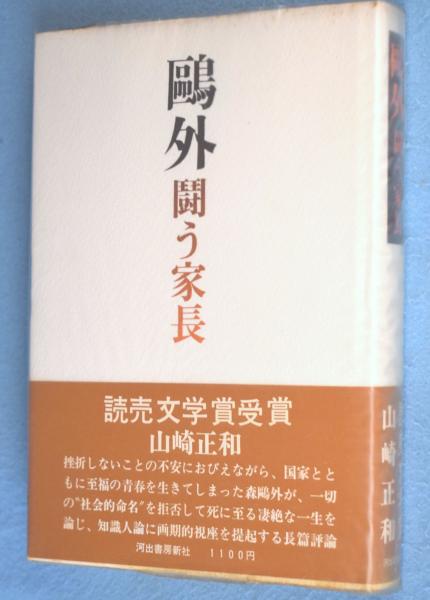 鷗外
闘う家長
読売文学賞受賞
山崎正和
挫折しないことの不安におびえながら、国家とと
もに至福の青春を生きてしまった森鷗外が、一切
の“社会的命名”を拒否して死に至る凄絶な一生を
論じ、知識人論に画期的視座を提起する長篇評論
河出書房新社 1100円
鷗外 闘う家長
山崎正和